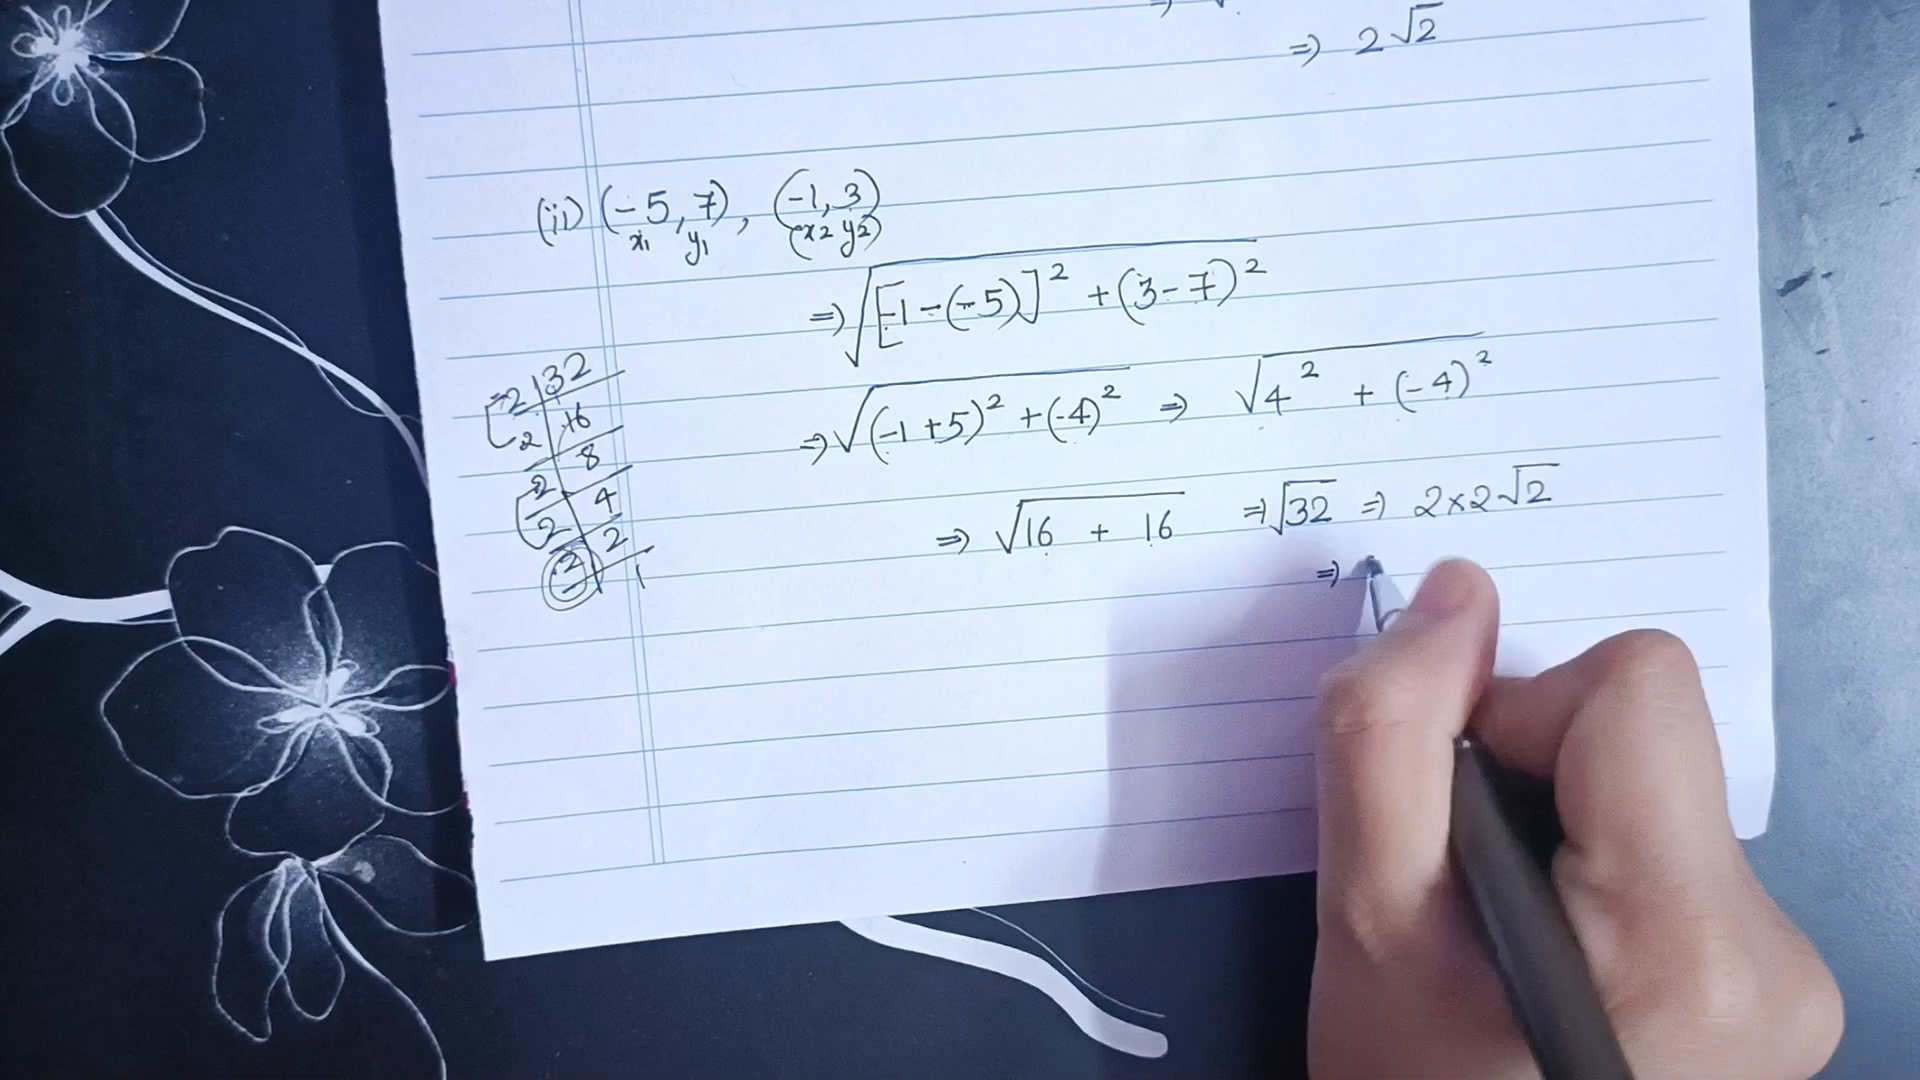 ⇒ 2√2
(ii) (-5, 7), (-1, 3)
x₁ y₁ (x₂ y₂)
⇒ √[-1-(-5)]² + (3-7)²
⇒ √(-1+5)² + (-4)² ⇒ √4² + (-4)²
⇒ √16 + 16 ⇒ √32 ⇒ 2×2√2
⇒
2 | 32
2 | 16
2 | 8
2 | 4
2 | 2
1